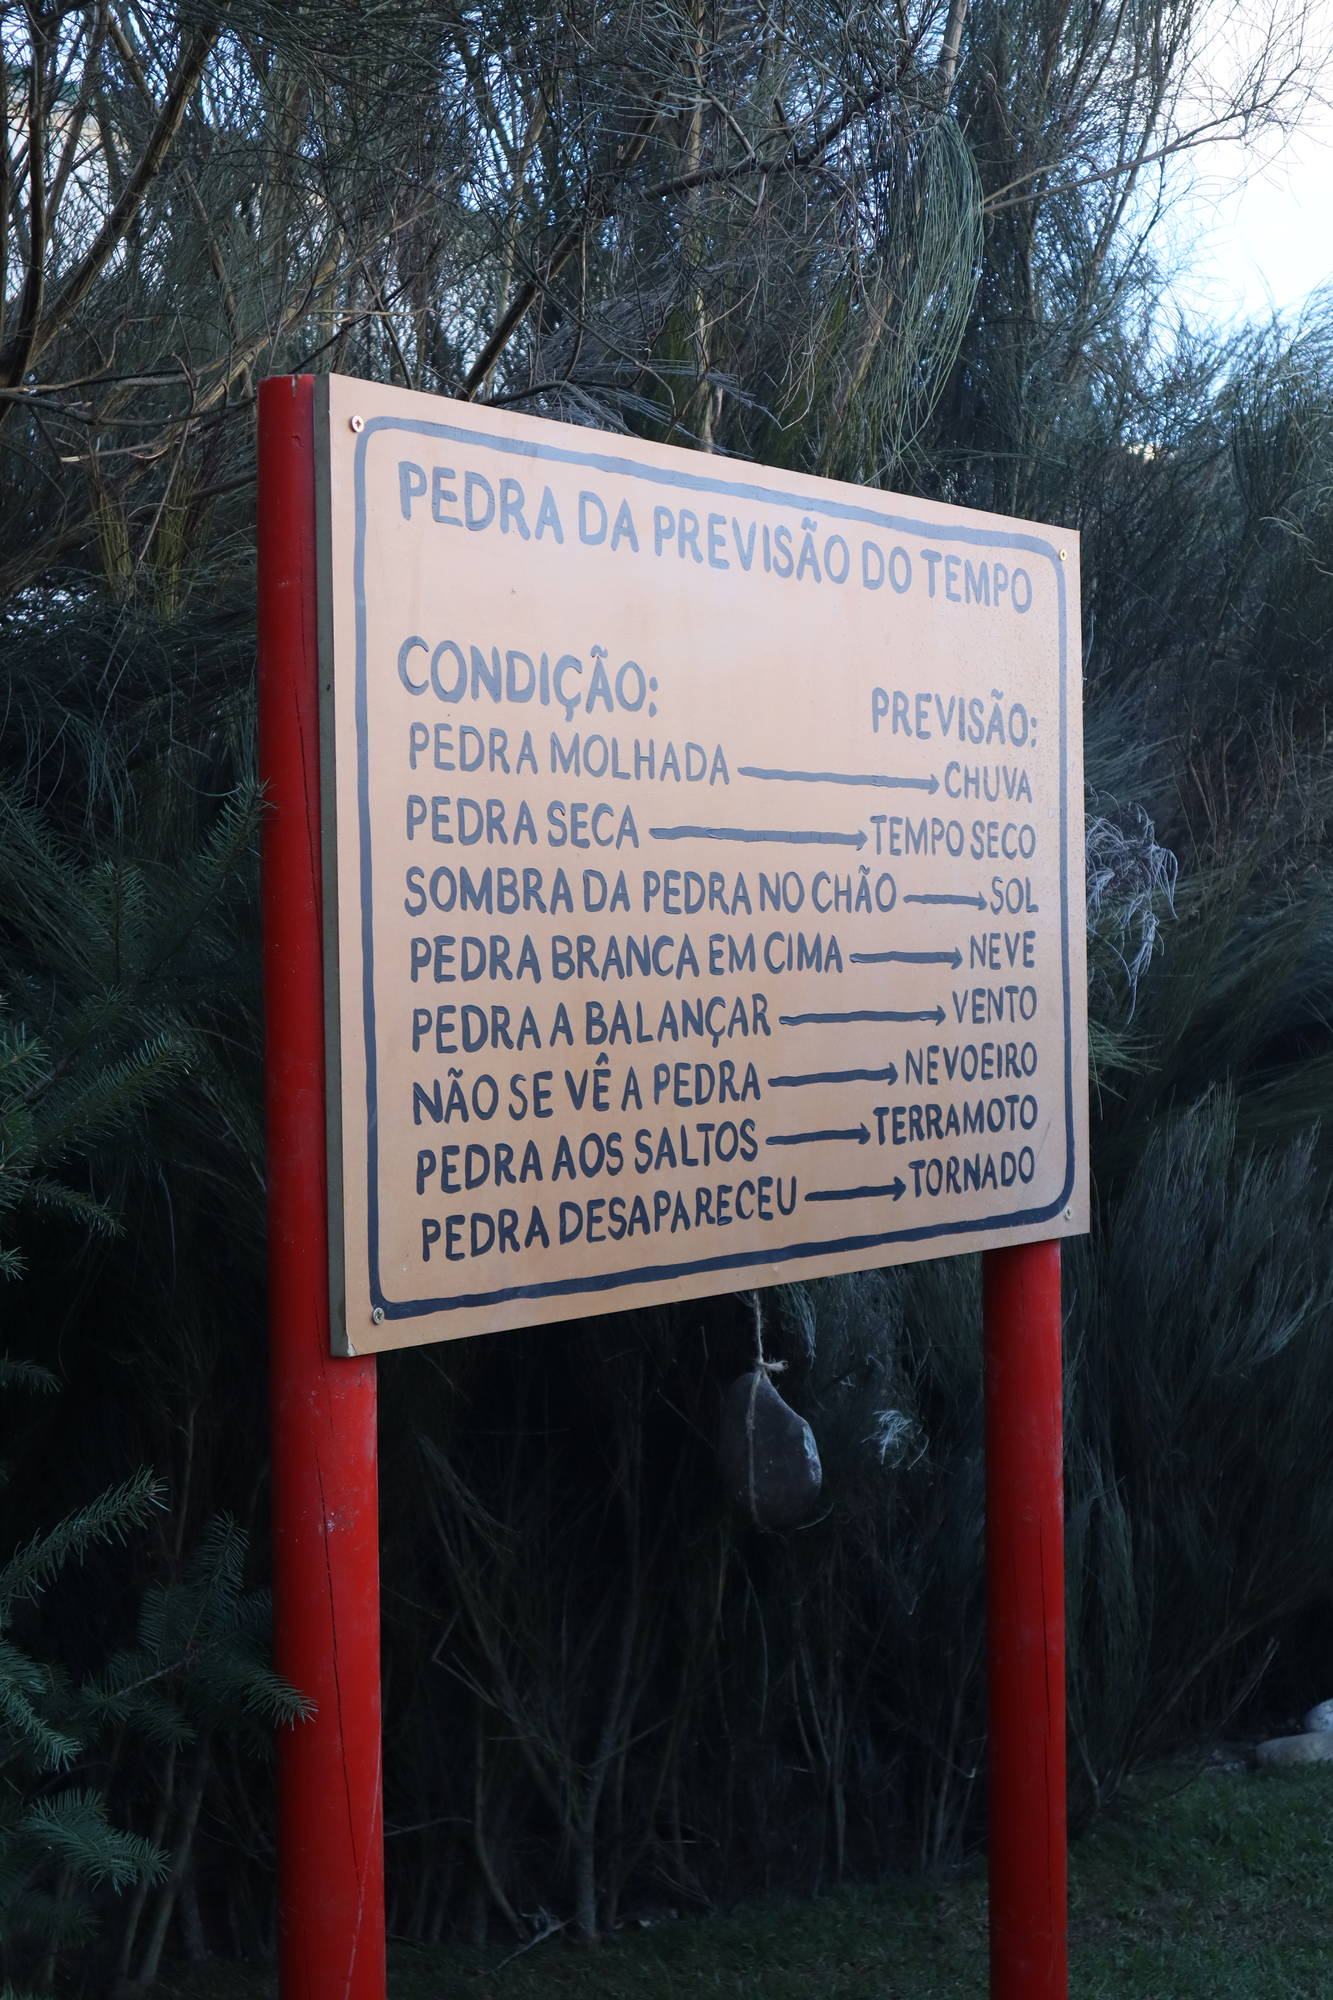 PEDRA DA PREVISÃO DO TEMPO
CONDIÇÃO: PREVISÃO:
PEDRA MOLHADA → CHUVA
PEDRA SECA → TEMPO SECO
SOMBRA DA PEDRA NO CHÃO → SOL
PEDRA BRANCA EM CIMA → NEVE
PEDRA A BALANÇAR → VENTO
NÃO SE VÊ A PEDRA → NEVOEIRO
PEDRA AOS SALTOS → TERRAMOTO
PEDRA DESAPARECEU → TORNADO